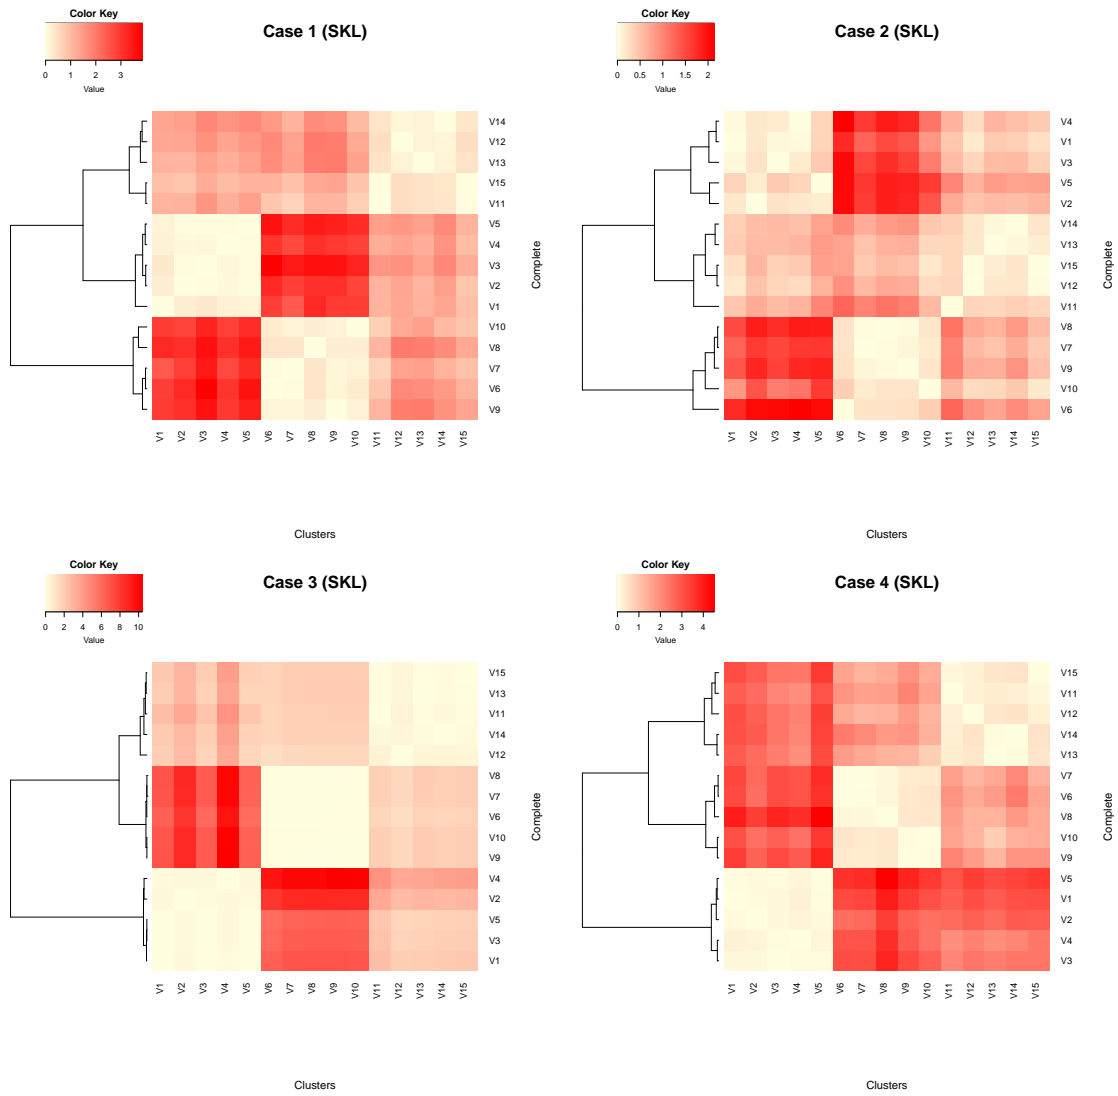 Color Key
Case 1 (SKL)
0 1 2 3
Value
V14
V12
V13
V15
V11
V5
V4
V3
V2
V1
V10
V8
V7
V6
V9
Complete
V1 V2 V3 V4 V5 V6 V7 V8 V9 V10 V11 V12 V13 V14 V15
Clusters
Color Key
Case 2 (SKL)
0 0.5 1 1.5 2
Value
V4
V1
V3
V5
V2
V14
V13
V15
V12
V11
V8
V7
V9
V10
V6
Complete
V1 V2 V3 V4 V5 V6 V7 V8 V9 V10 V11 V12 V13 V14 V15
Clusters
Color Key
Case 3 (SKL)
0 2 4 6 8 10
Value
V15
V13
V11
V14
V12
V8
V7
V6
V10
V9
V4
V2
V5
V3
V1
Complete
V1 V2 V3 V4 V5 V6 V7 V8 V9 V10 V11 V12 V13 V14 V15
Clusters
Color Key
Case 4 (SKL)
0 1 2 3 4
Value
V15
V11
V12
V14
V13
V7
V6
V8
V10
V9
V5
V1
V2
V4
V3
Complete
V1 V2 V3 V4 V5 V6 V7 V8 V9 V10 V11 V12 V13 V14 V15
Clusters